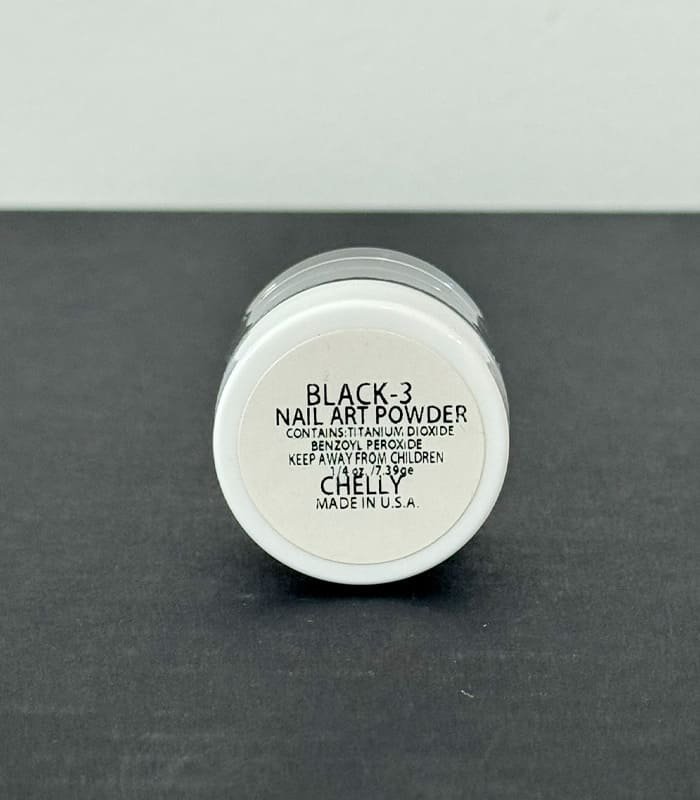 BLACK-3
NAIL ART POWDER
CONTAINS:TITANIUM DIOXIDE
BENZOYL PEROXIDE
KEEP AWAY FROM CHILDREN
1/4 oz. /7.39ge
CHELLY
MADE IN U.S.A.